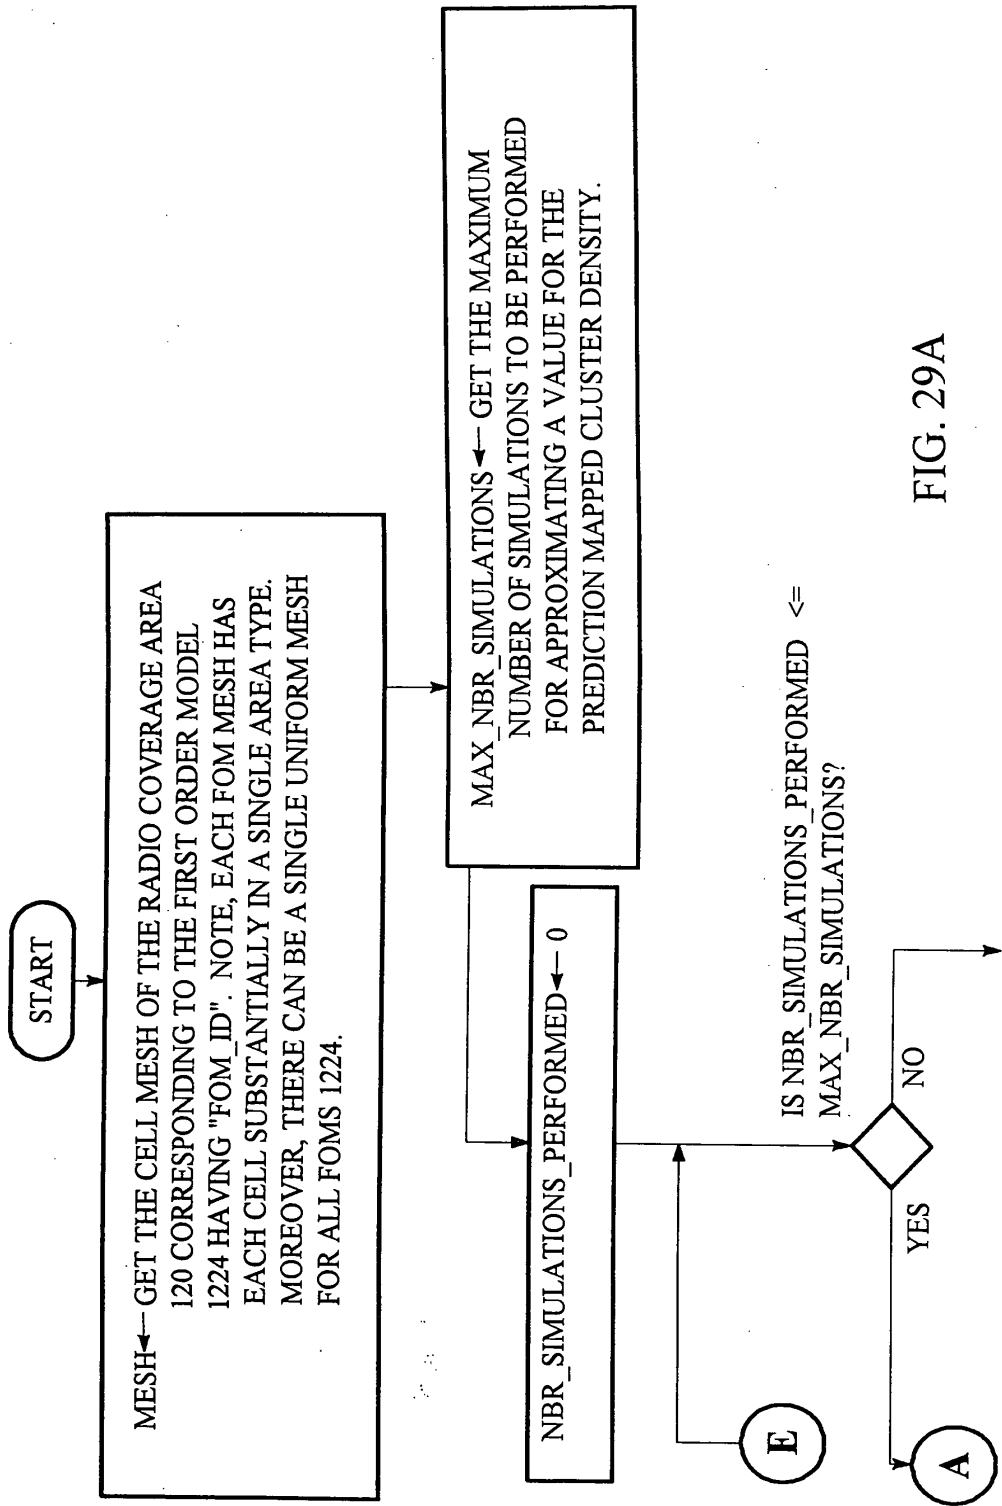 START
MESH←GET THE CELL MESH OF THE RADIO COVERAGE AREA
120 CORRESPONDING TO THE FIRST ORDER MODEL
1224 HAVING "FOM_ID". NOTE, EACH FOM MESH HAS
EACH CELL SUBSTANTIALLY IN A SINGLE AREA TYPE.
MOREOVER, THERE CAN BE A SINGLE UNIFORM MESH
FOR ALL FOMS 1224.
MAX_NBR_SIMULATIONS←GET THE MAXIMUM
NUMBER OF SIMULATIONS TO BE PERFORMED
FOR APPROXIMATING A VALUE FOR THE
PREDICTION MAPPED CLUSTER DENSITY.
NBR_SIMULATIONS_PERFORMED←0
E
IS NBR_SIMULATIONS_PERFORMED <=
MAX_NBR_SIMULATIONS?
YES
NO
A
FIG. 29A